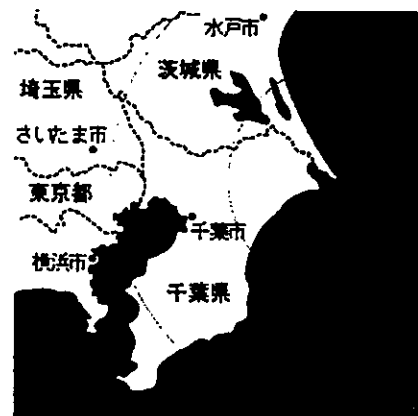 水戸市
茨城県
埼玉県
さいたま市
東京都
千葉市
横浜市
千葉県